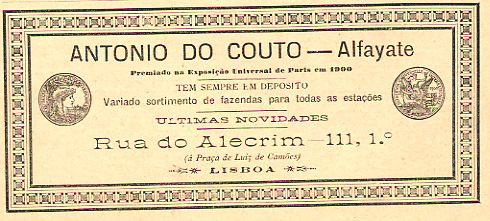 ANTONIO DO COUTO — Alfayate
Premiado na Exposição Universal de Paris em 1900
TEM SEMPRE EM DEPOSITO
Variado sortimento de fazendas para todas as estações
ULTIMAS NOVIDADES
Rua do Alecrim — 111, 1.º
(á Praça de Luiz de Camões)
LISBOA